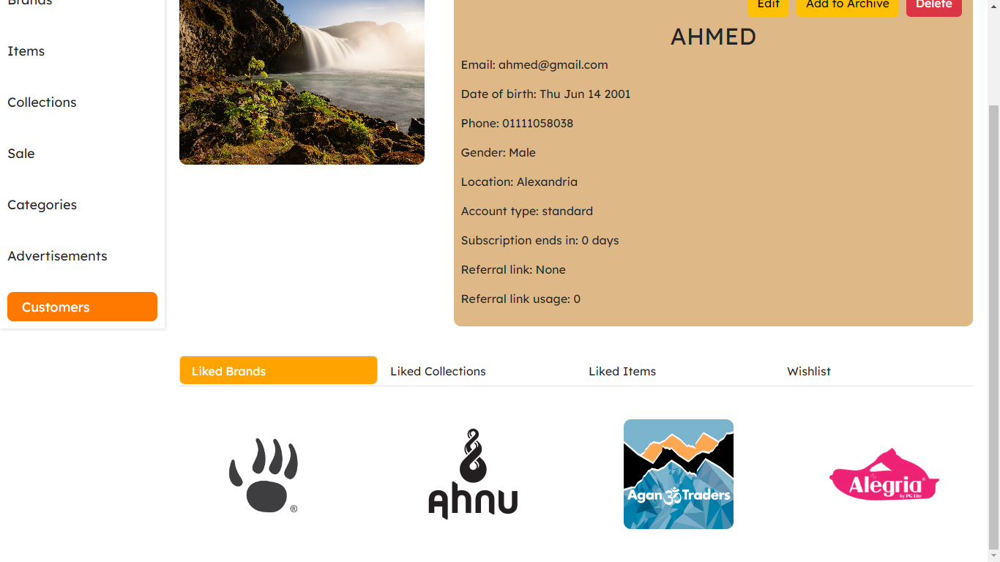 Brands
Items
Collections
Sale
Categories
Advertisements
Customers
Edit
Add to Archive
Delete
AHMED
Email: ahmed@gmail.com
Date of birth: Thu Jun 14 2001
Phone: 01111058038
Gender: Male
Location: Alexandria
Account type: standard
Subscription ends in: 0 days
Referral link: None
Referral link usage: 0
Liked Brands
Liked Collections
Liked Items
Wishlist
®
ahnu
Agan ॐ Traders
Alegria®
by PG Lite